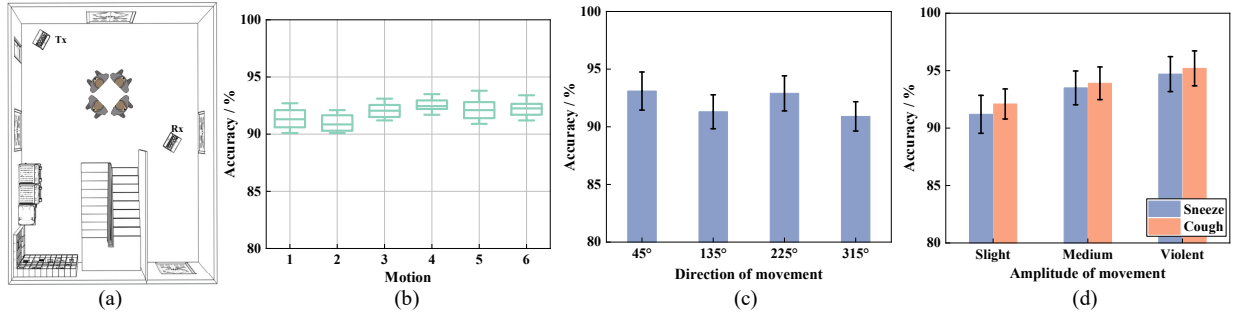 Tx
Rx
(a)
Accuracy / %
100
95
90
85
80
1 2 3 4 5 6
Motion
(b)
Accuracy / %
100
95
90
85
80
45° 135° 225° 315°
Direction of movement
(c)
Accuracy / %
100
95
90
85
80
Sneeze
Cough
Slight Medium Violent
Amplitude of movement
(d)